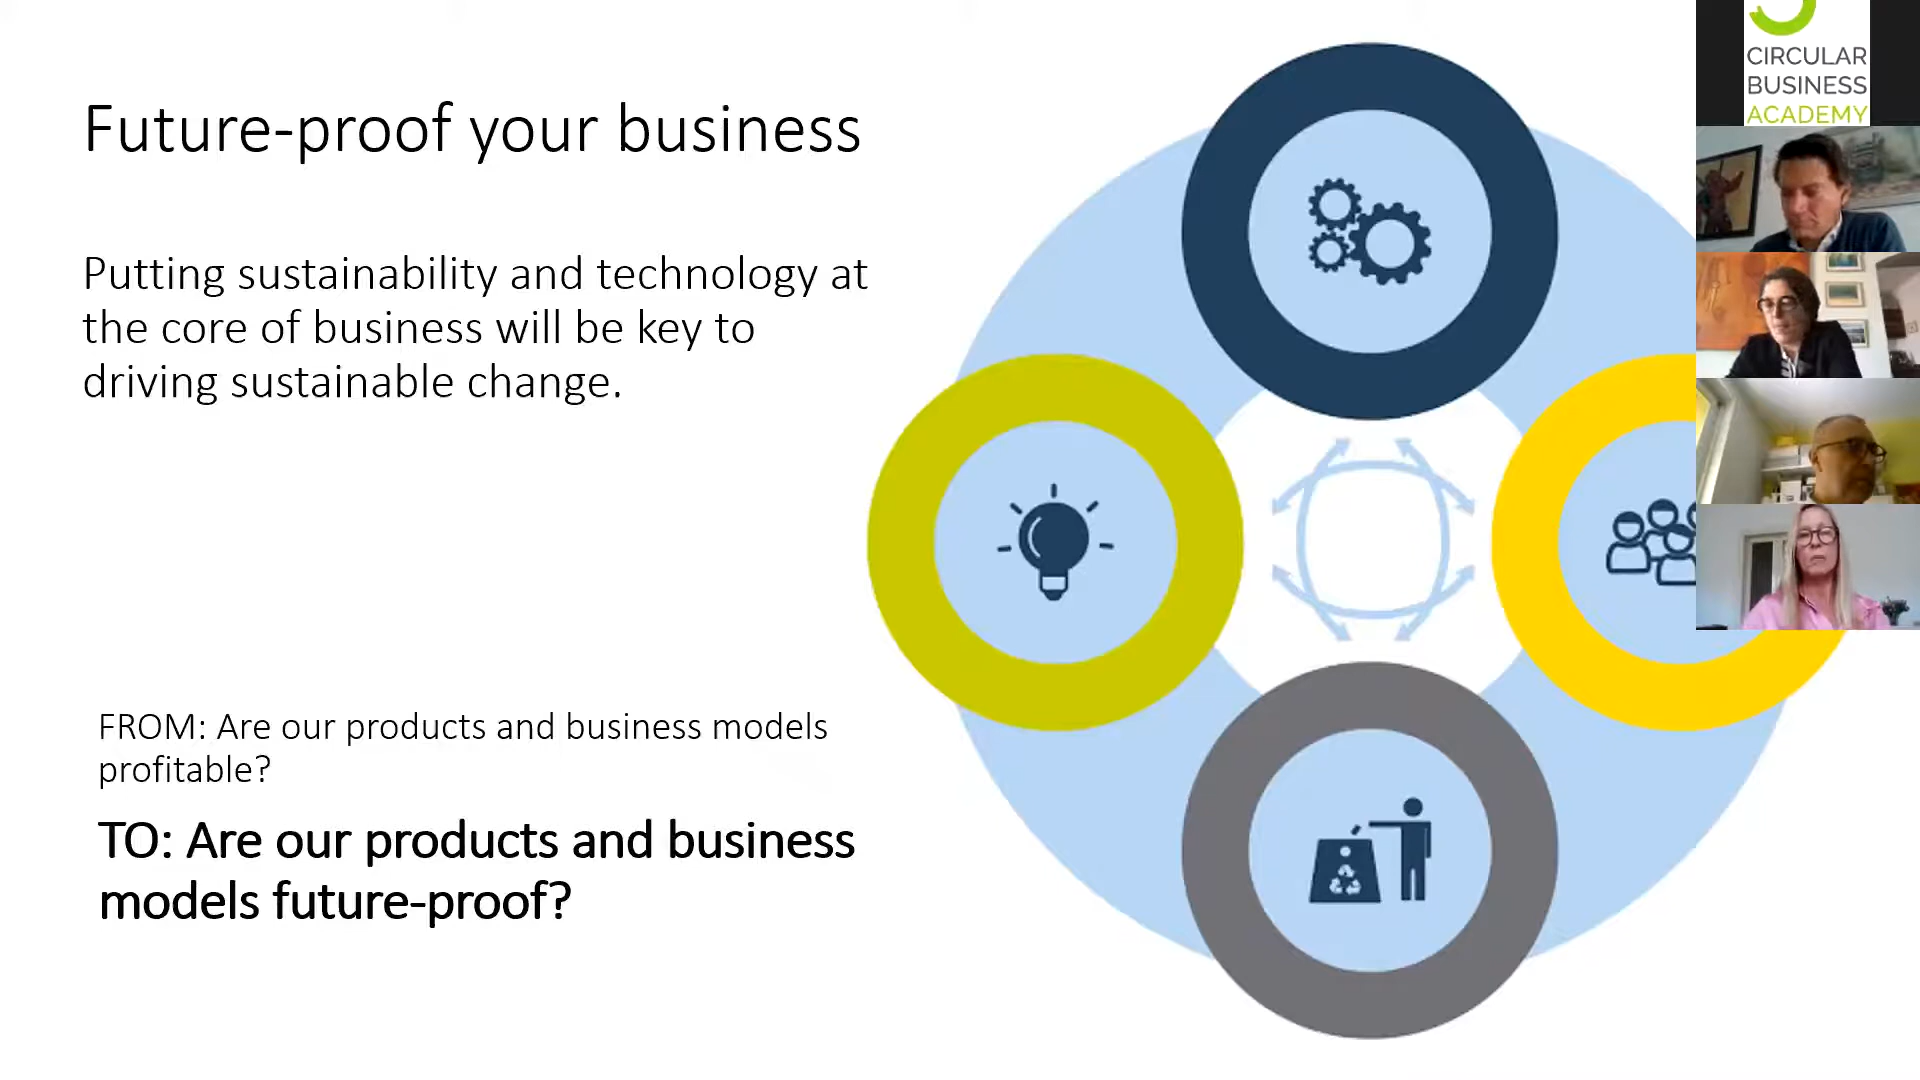 Future-proof your business
Putting sustainability and technology at
the core of business will be key to
driving sustainable change.
FROM: Are our products and business models
profitable?
TO: Are our products and business
models future-proof?
CIRCULAR
BUSINESS
ACADEMY